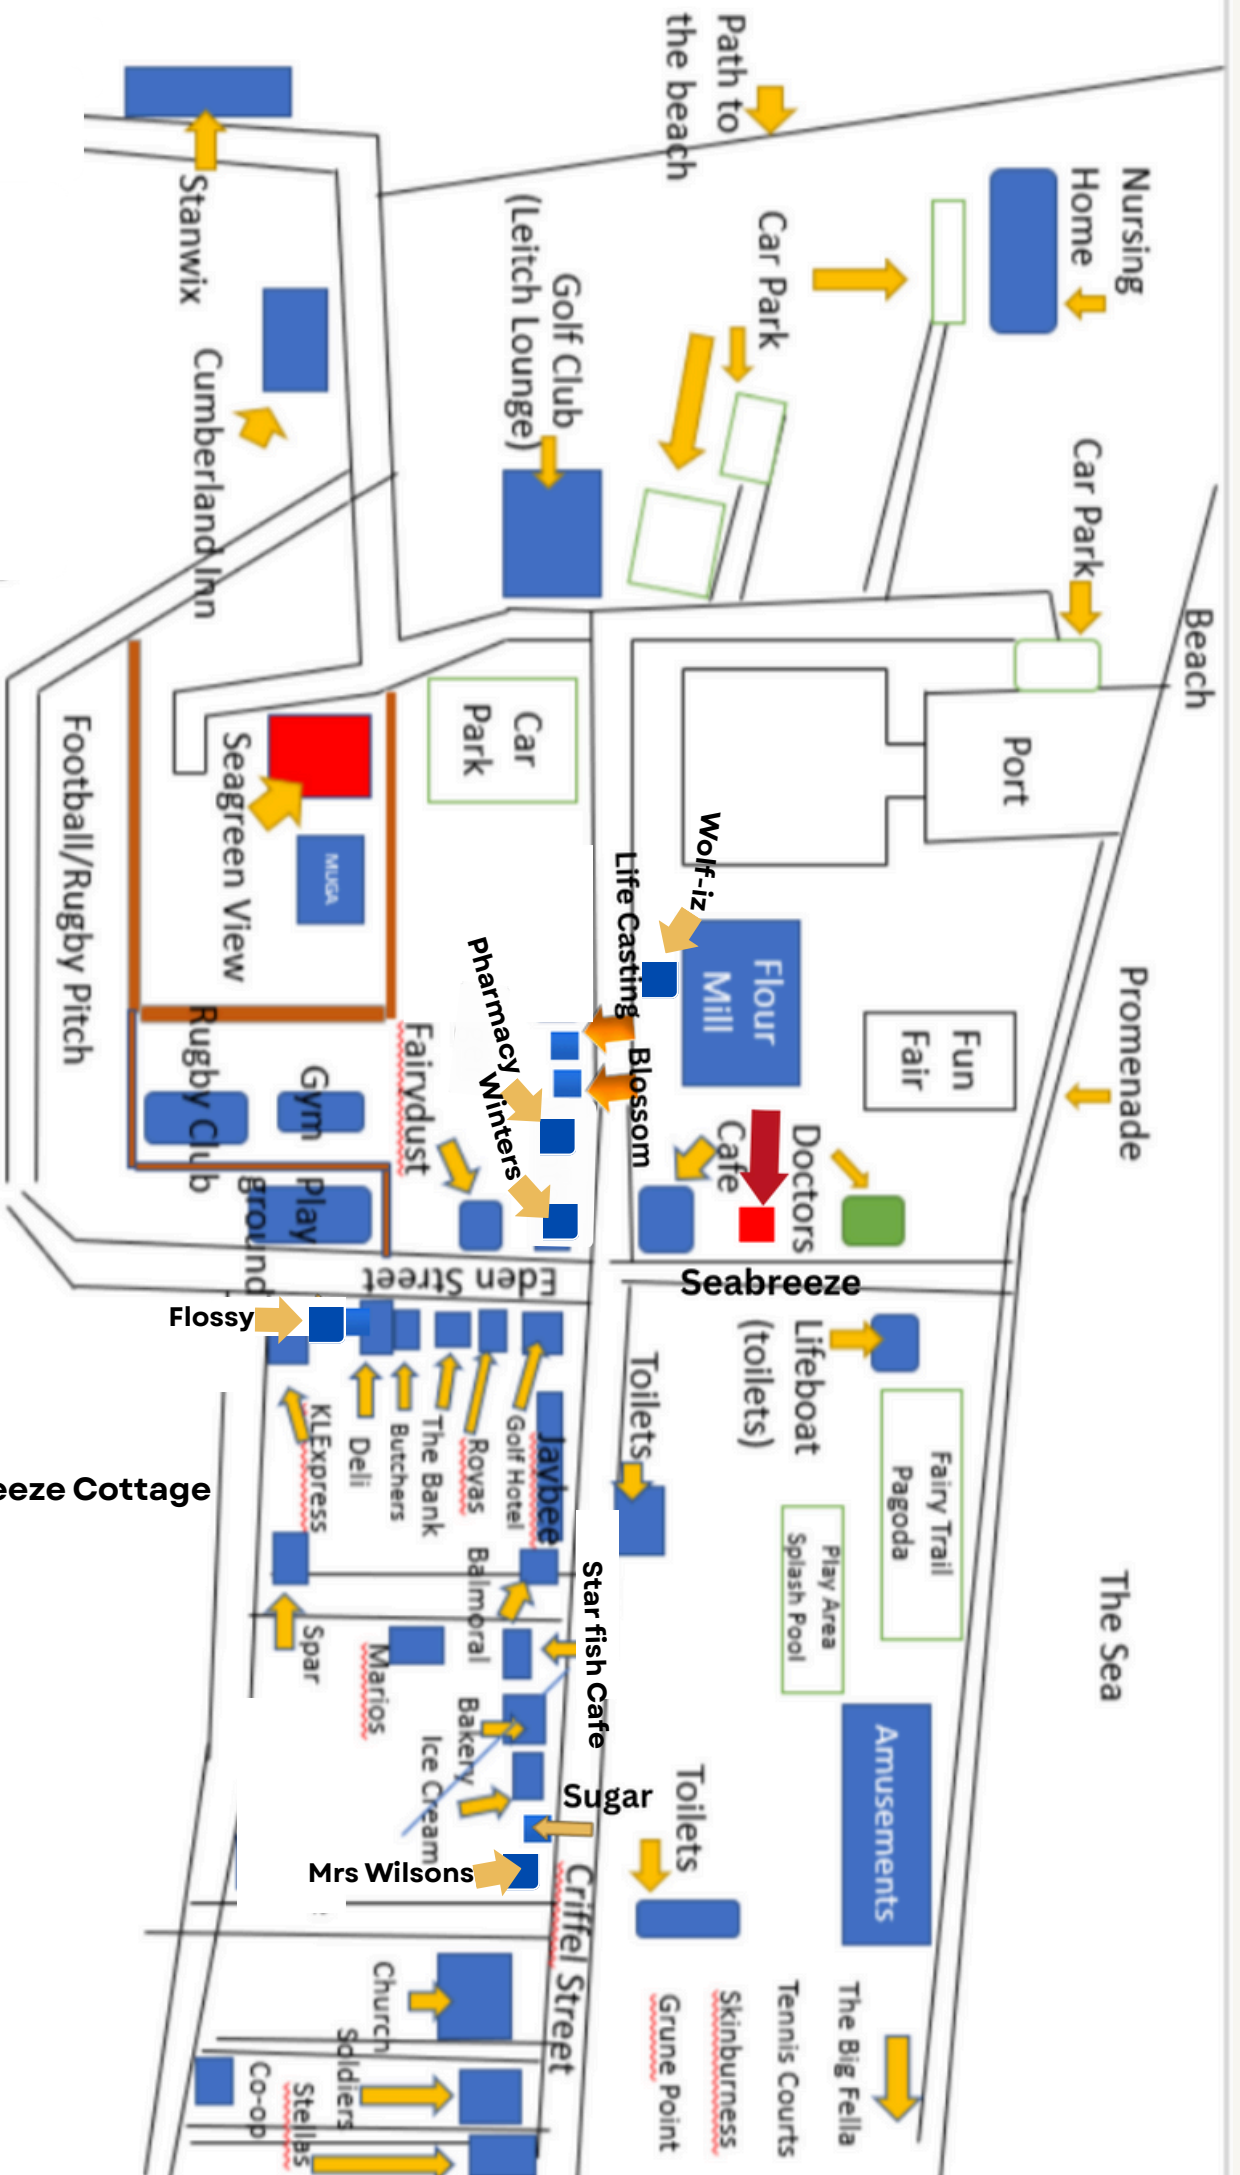 Path to
the beach
Nursing
Home
Car Park
Car Park
Beach
Stanwix
Cumberland Inn
Golf Club
(Leitch Lounge)
Port
Car
Park
Seagreen View
MUGA
Football/Rugby Pitch
Wolf-iz
Life Casting
Flour
Mill
Fun
Fair
Promenade
Pharmacy
Winters
Blossom
Fairydust
Gym
Rugby Club
Play
ground
Cafe
Doctors
Eden Street
Seabreeze
Flossy
Lifeboat
(toilets)
Toilets
KLExpress
Deli
Butchers
The Bank
Royas
Golf Hotel
Jaybee
Fairy Trail
Pagoda
Play Area
Splash Pool
The Sea
eeze Cottage
Spar
Marios
Balmoral
Starfish Cafe
Bakery
Ice Cream
Sugar
Mrs Wilsons
Toilets
Amusements
Criffel Street
Church
Soldiers
Stellas
Co-op
The Big Fella
Tennis Courts
Skinburness
Grune Point